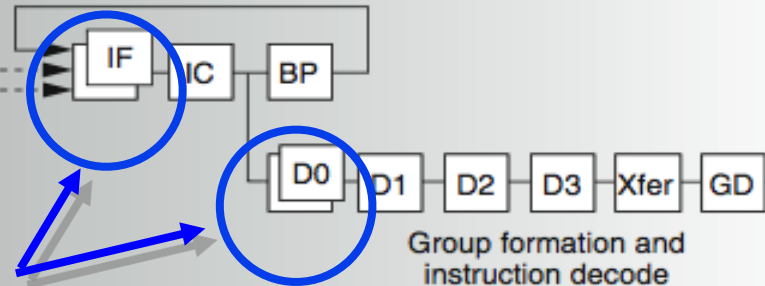 IF
IC
BP
D0
D1
D2
D3
Xfer
GD
Group formation and
instruction decode